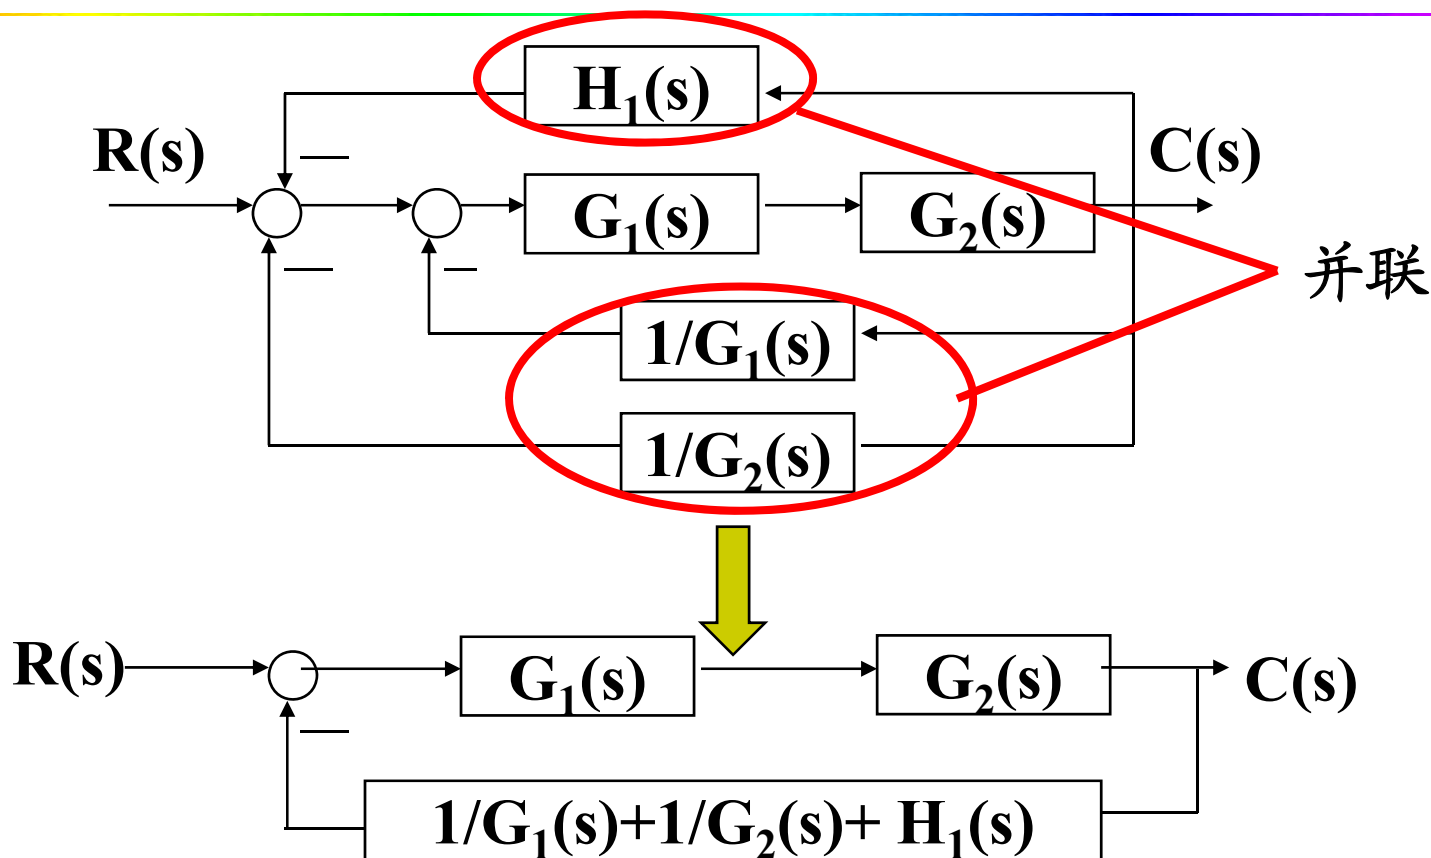 H₁(s)
R(s)
—
C(s)
G₁(s)
G₂(s)
—
—
并联
1/G₁(s)
1/G₂(s)
R(s)
G₁(s)
G₂(s)
C(s)
—
1/G₁(s)+1/G₂(s)+ H₁(s)